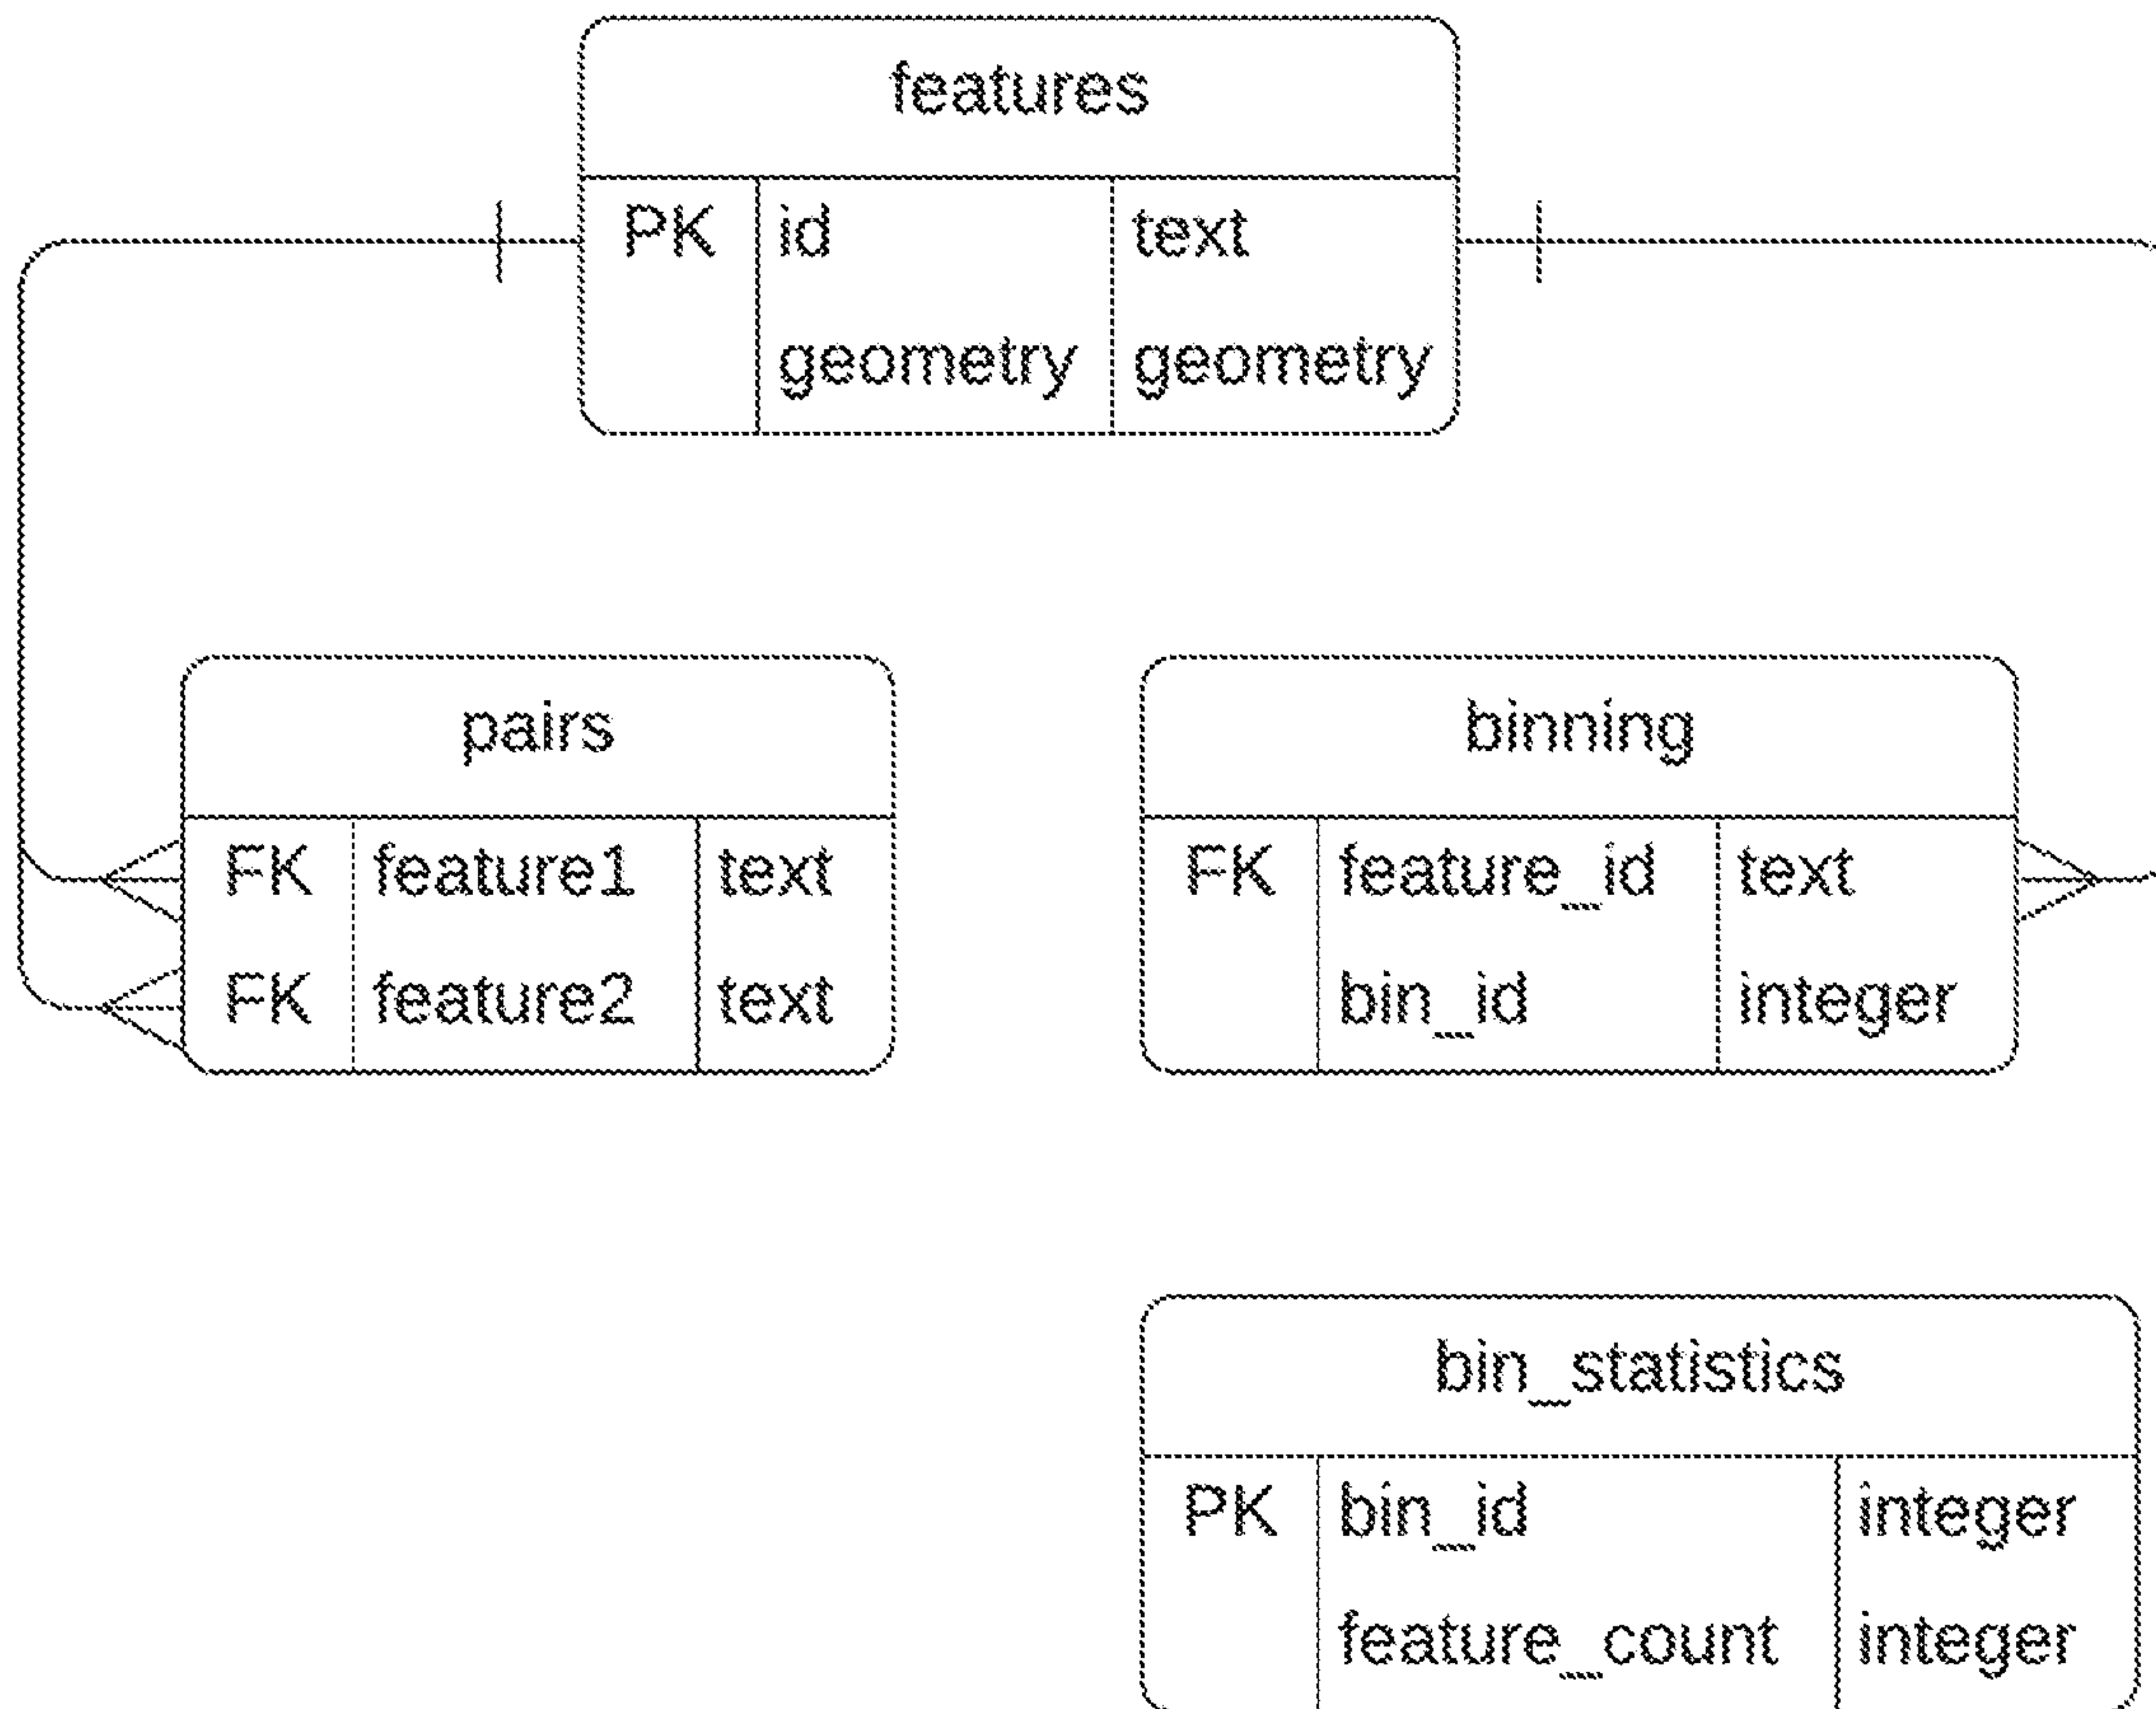 features
PK id text
geometry geometry
pairs
FK feature1 text
FK feature2 text
binning
FK feature_id text
bin_id integer
bin_statistics
PK bin_id integer
feature_count integer